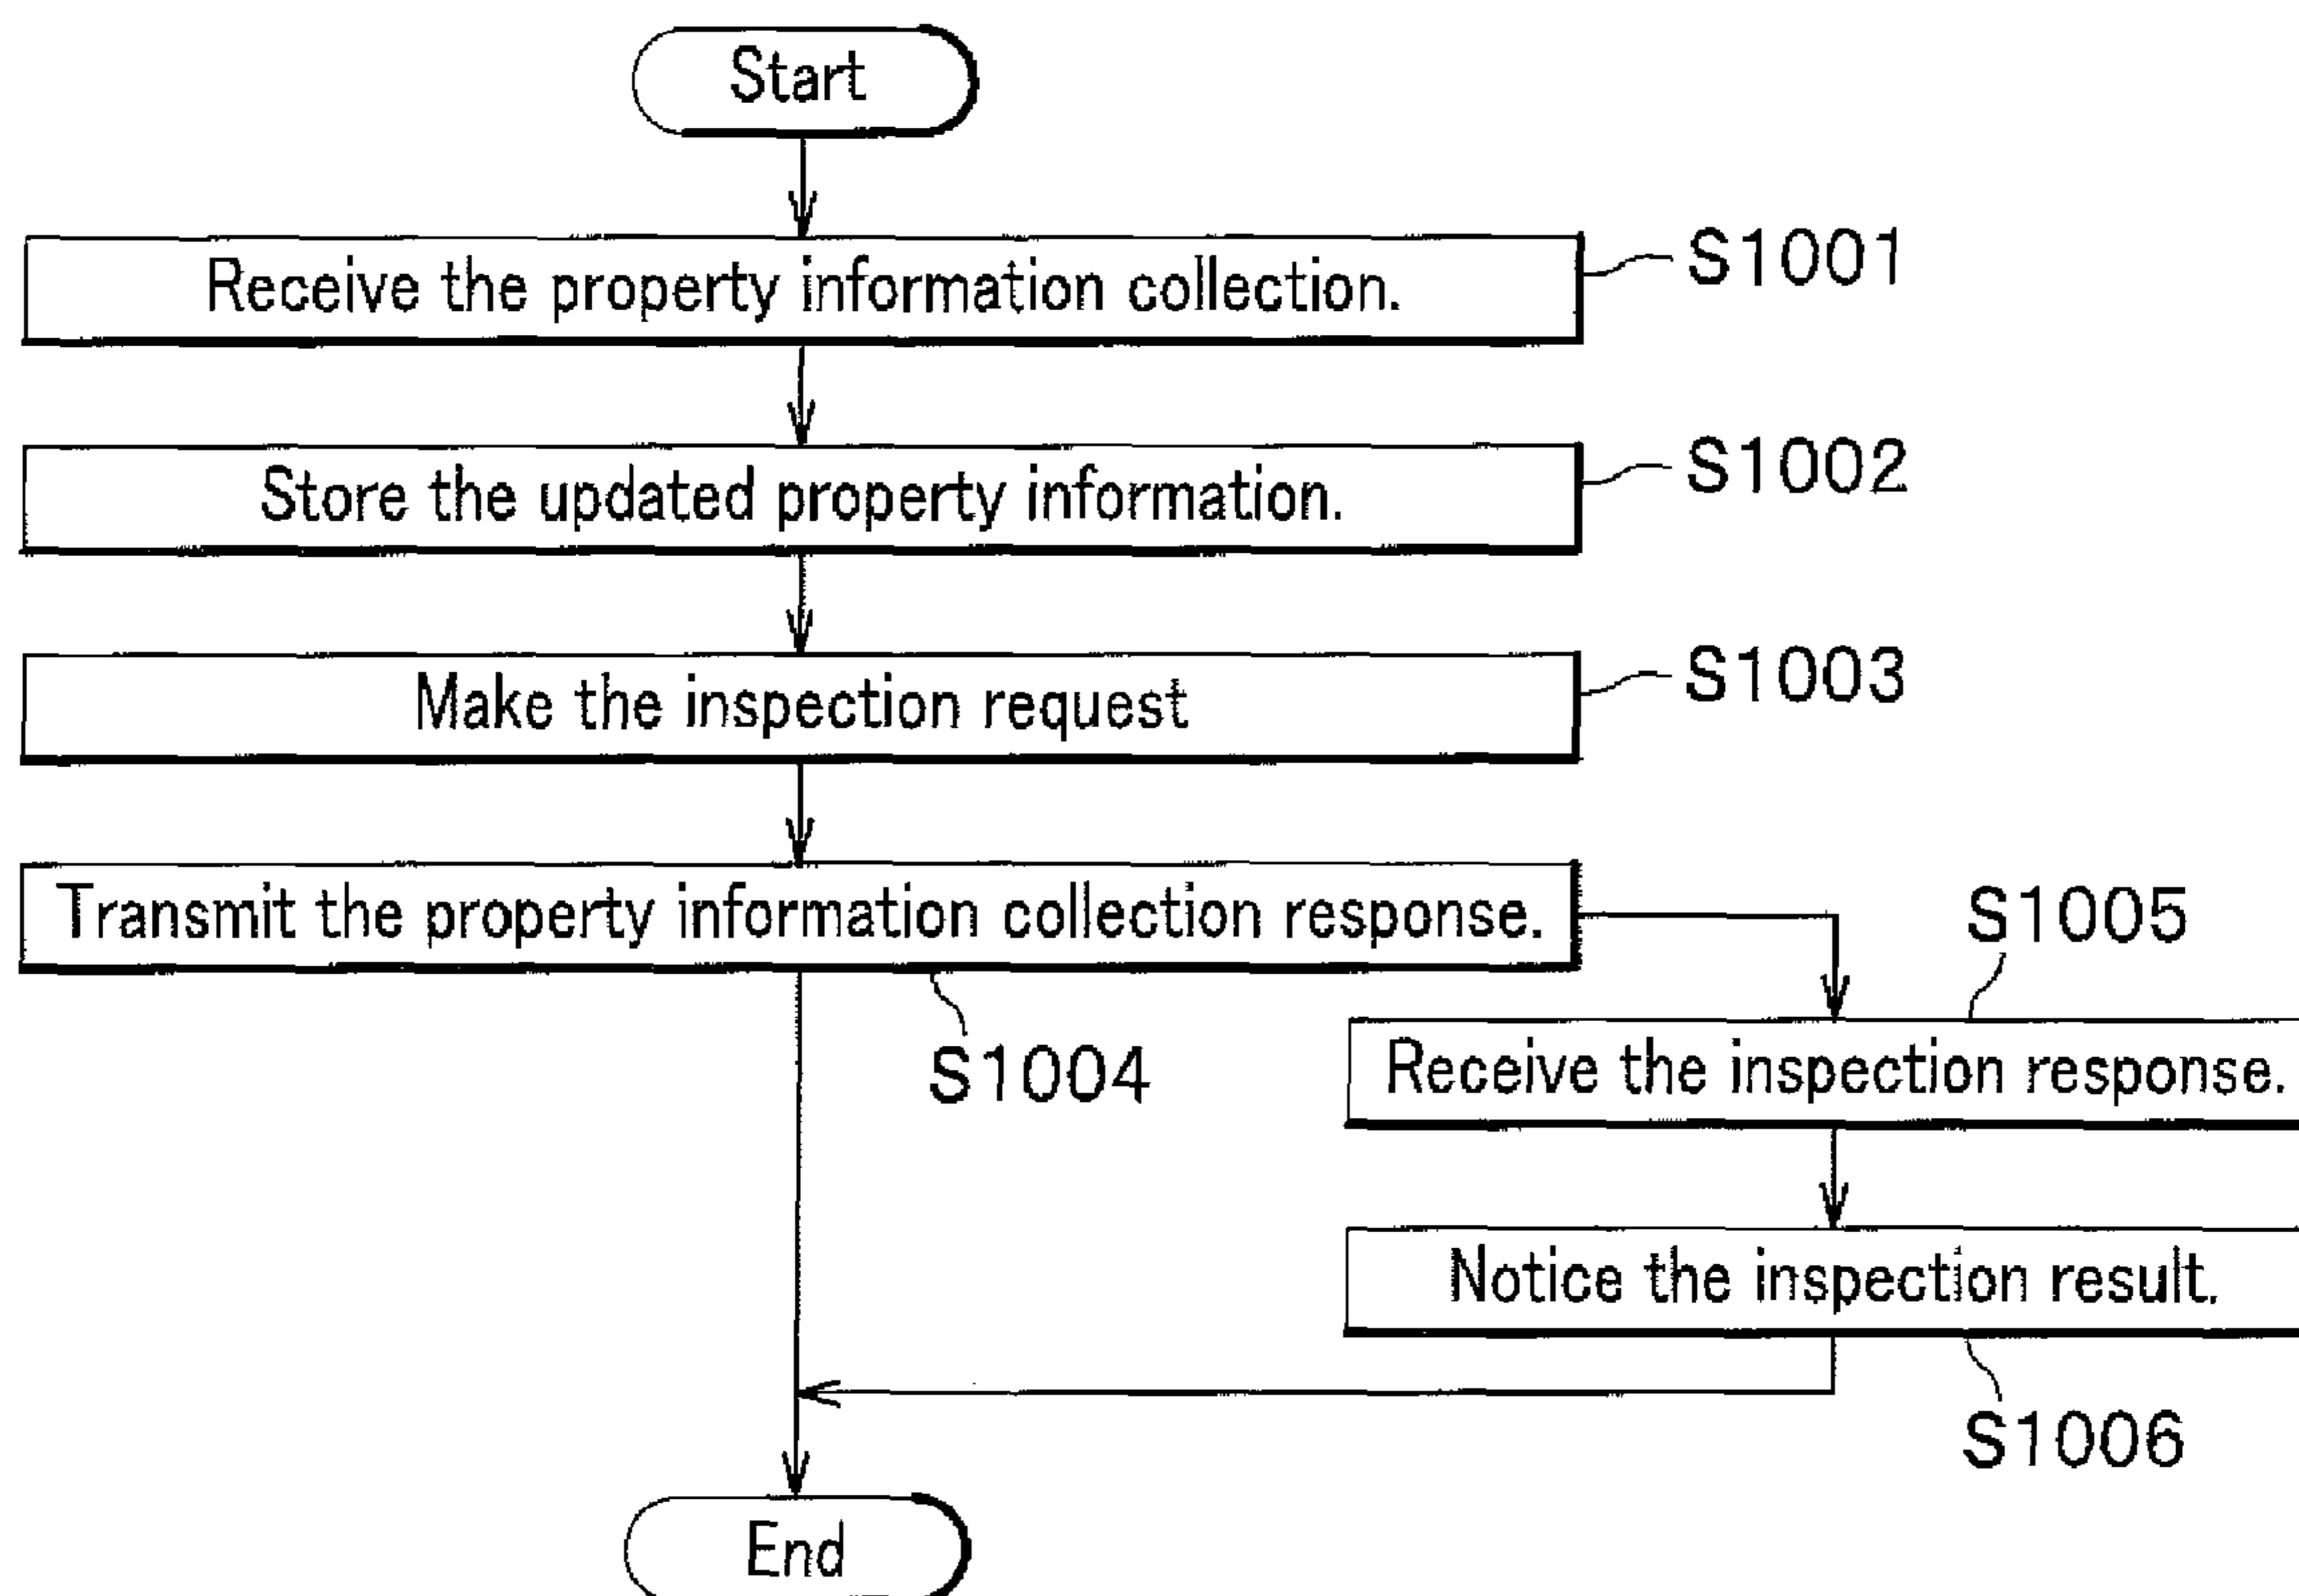 Start
Receive the property information collection.
S1001
Store the updated property information.
S1002
Make the inspection request
S1003
Transmit the property information collection response.
S1004
S1005
Receive the inspection response.
Notice the inspection result.
S1006
End